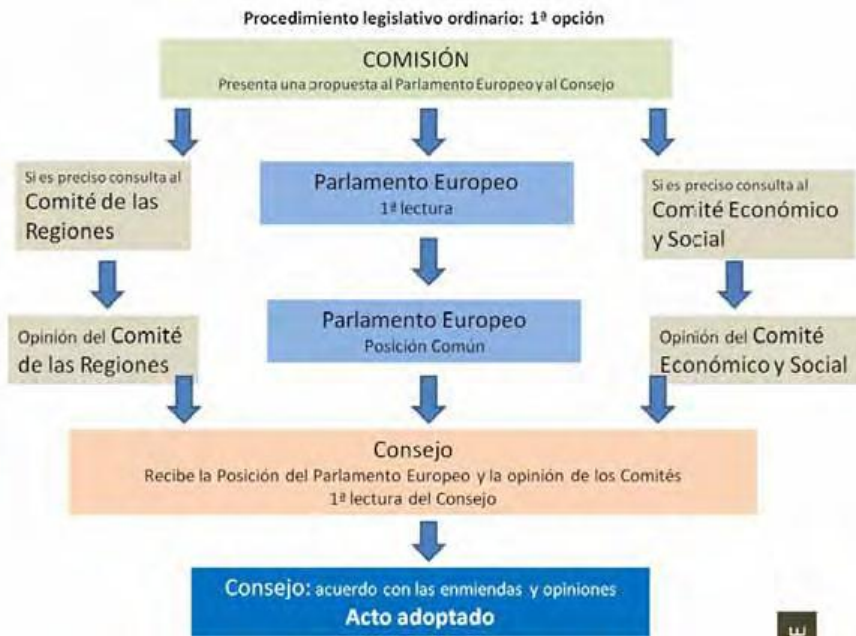 Procedimiento legislativo ordinario: 1ª opción
COMISIÓN
Presenta una propuesta al Parlamento Europeo y al Consejo
Si es preciso consulta al
Comité de las
Regiones
Parlamento Europeo
1ª lectura
Si es preciso consulta al
Comité Económico
y Social
Opinión del Comité
de las Regiones
Parlamento Europeo
Posición Común
Opinión del Comité
Económico y Social
Consejo
Recibe la Posición del Parlamento Europeo y la opinión de los Comités
1ª lectura del Consejo
Consejo: acuerdo con las enmiendas y opiniones
Acto adoptado